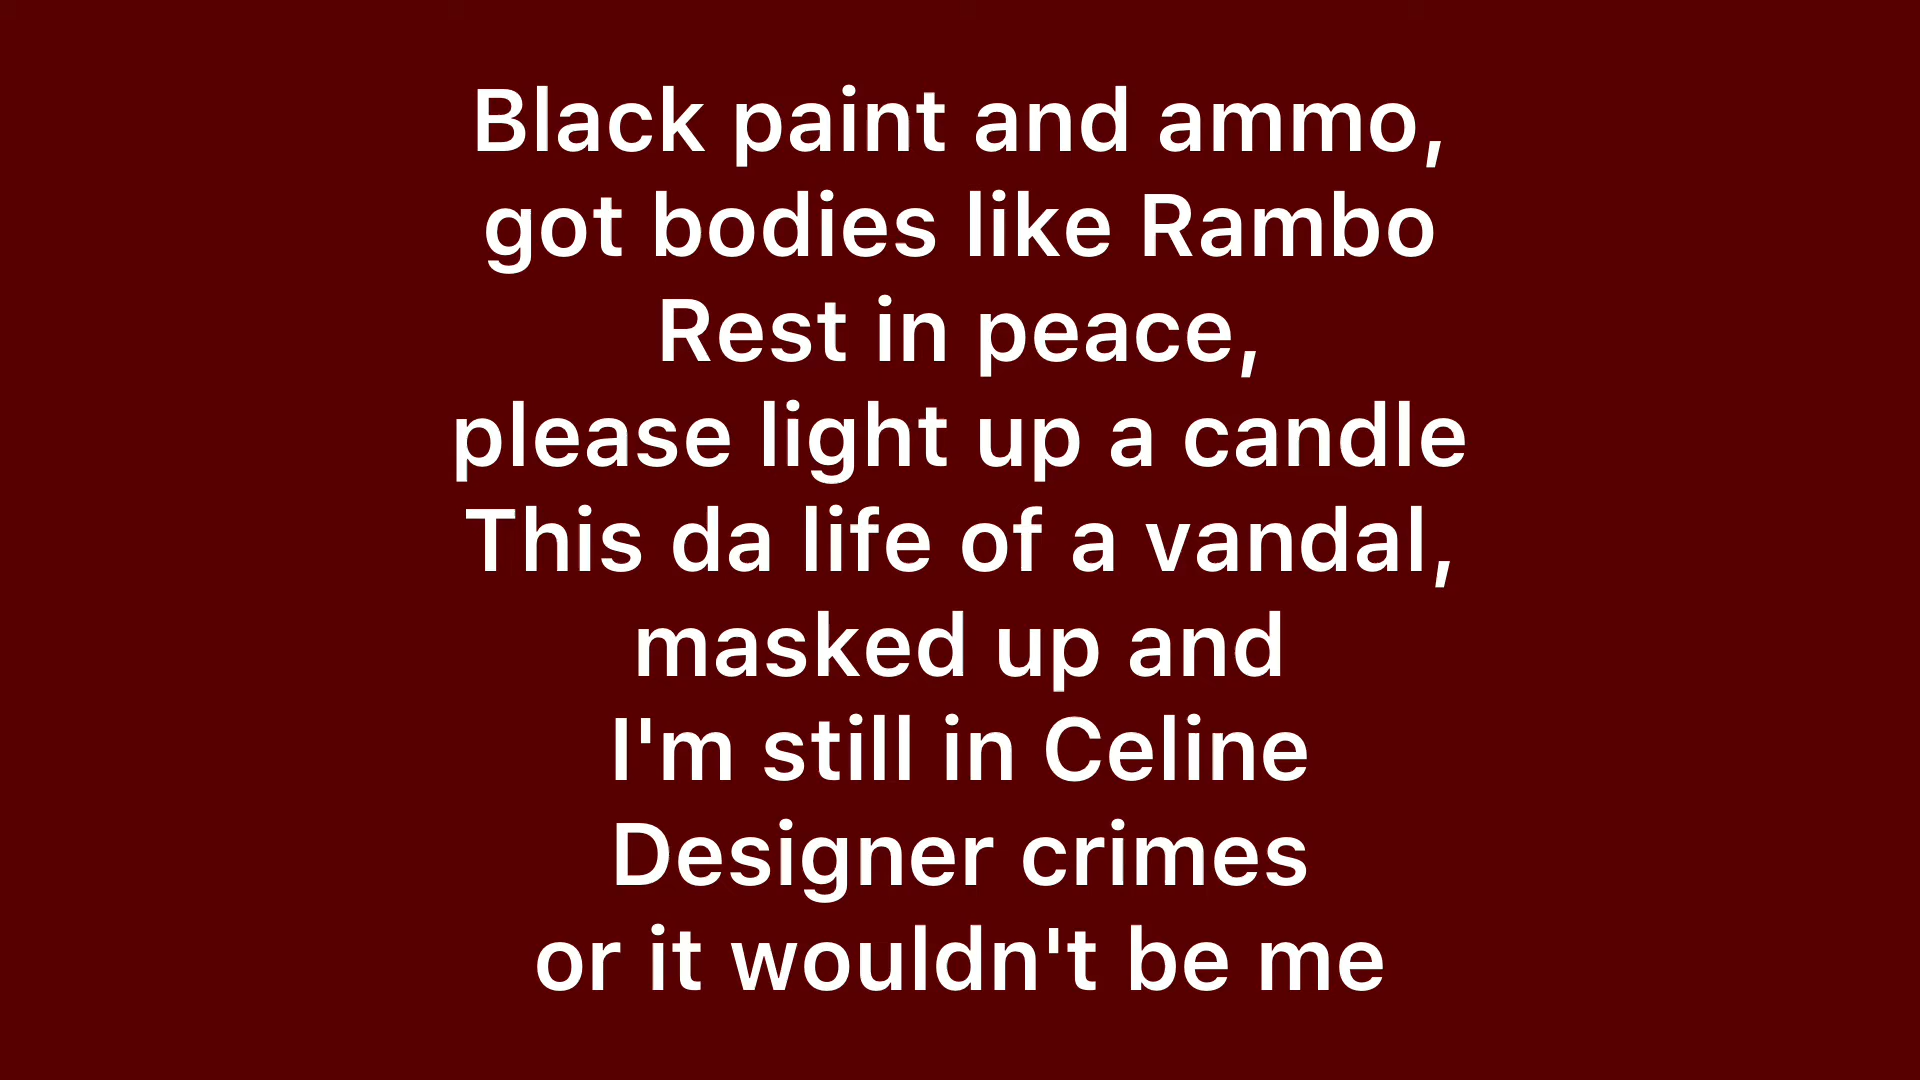 Black paint and ammo,
got bodies like Rambo
Rest in peace,
please light up a candle
This da life of a vandal,
masked up and
I'm still in Celine
Designer crimes
or it wouldn't be me